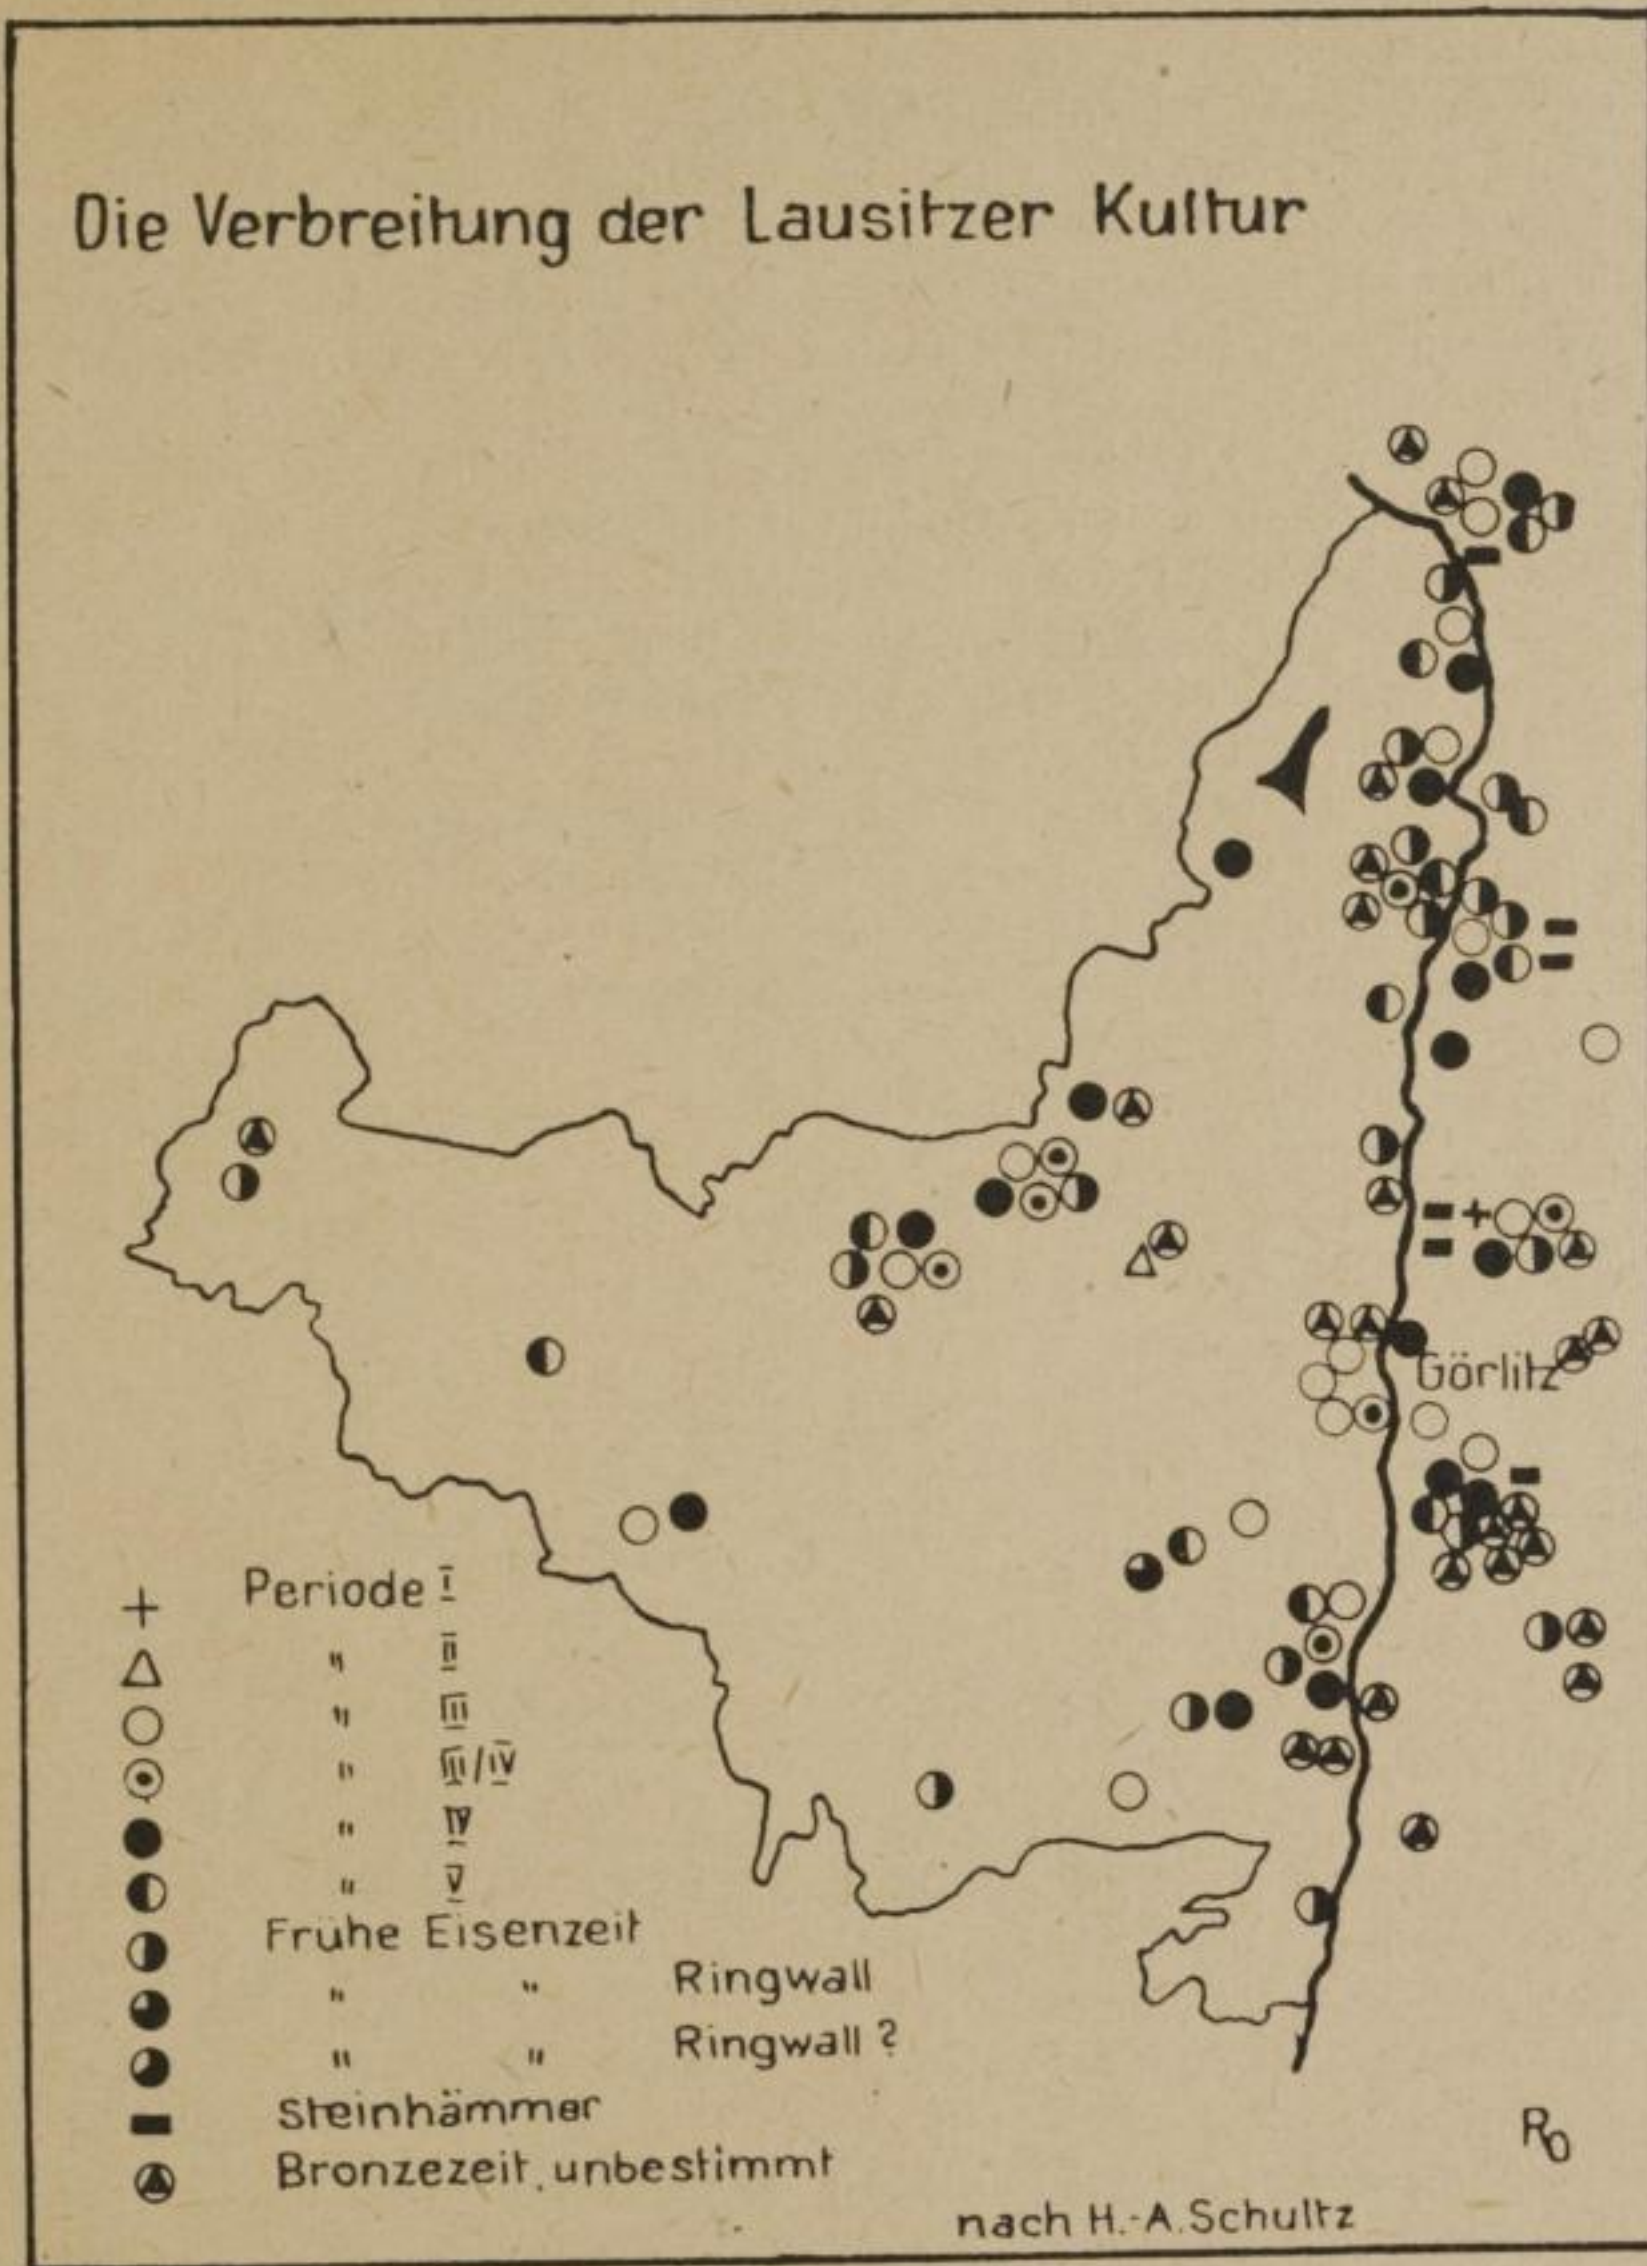 Die Verbreitung der Lausitzer Kultur
Görlitz
Periode I
" II
" III
" III/IV
" IV
" V
Frühe Eisenzeit
" " Ringwall
" " Ringwall ?
Steinhämmer
Bronzezeit, unbestimmt
Ro
nach H.-A. Schultz